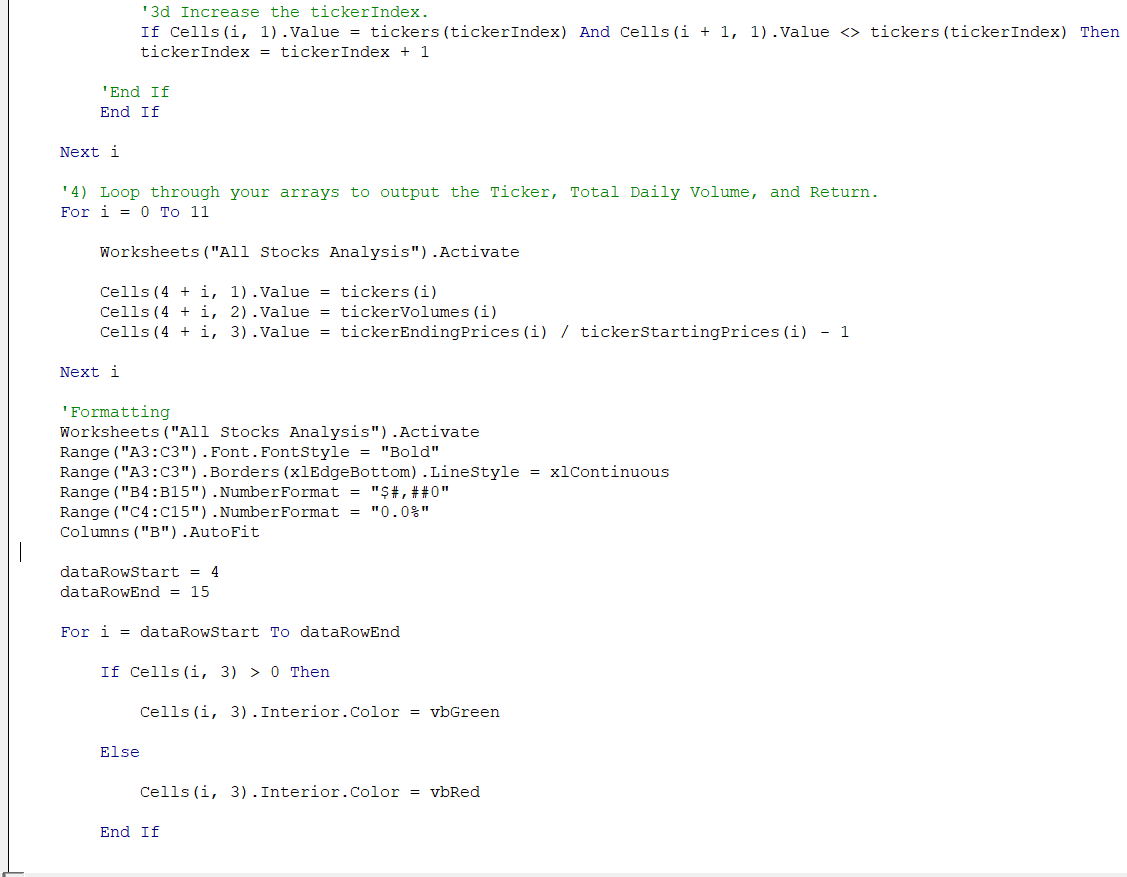 '3d Increase the tickerIndex.
If Cells(i, 1).Value = tickers(tickerIndex) And Cells(i + 1, 1).Value <> tickers(tickerIndex) Then
tickerIndex = tickerIndex + 1
'End If
End If
Next i
'4) Loop through your arrays to output the Ticker, Total Daily Volume, and Return.
For i = 0 To 11
Worksheets("All Stocks Analysis").Activate
Cells(4 + i, 1).Value = tickers(i)
Cells(4 + i, 2).Value = tickerVolumes(i)
Cells(4 + i, 3).Value = tickerEndingPrices(i) / tickerStartingPrices(i) - 1
Next i
'Formatting
Worksheets("All Stocks Analysis").Activate
Range("A3:C3").Font.FontStyle = "Bold"
Range("A3:C3").Borders(xlEdgeBottom).LineStyle = xlContinuous
Range("B4:B15").NumberFormat = "$#,##0"
Range("C4:C15").NumberFormat = "0.0%"
Columns("B").AutoFit
dataRowStart = 4
dataRowEnd = 15
For i = dataRowStart To dataRowEnd
If Cells(i, 3) > 0 Then
Cells(i, 3).Interior.Color = vbGreen
Else
Cells(i, 3).Interior.Color = vbRed
End If